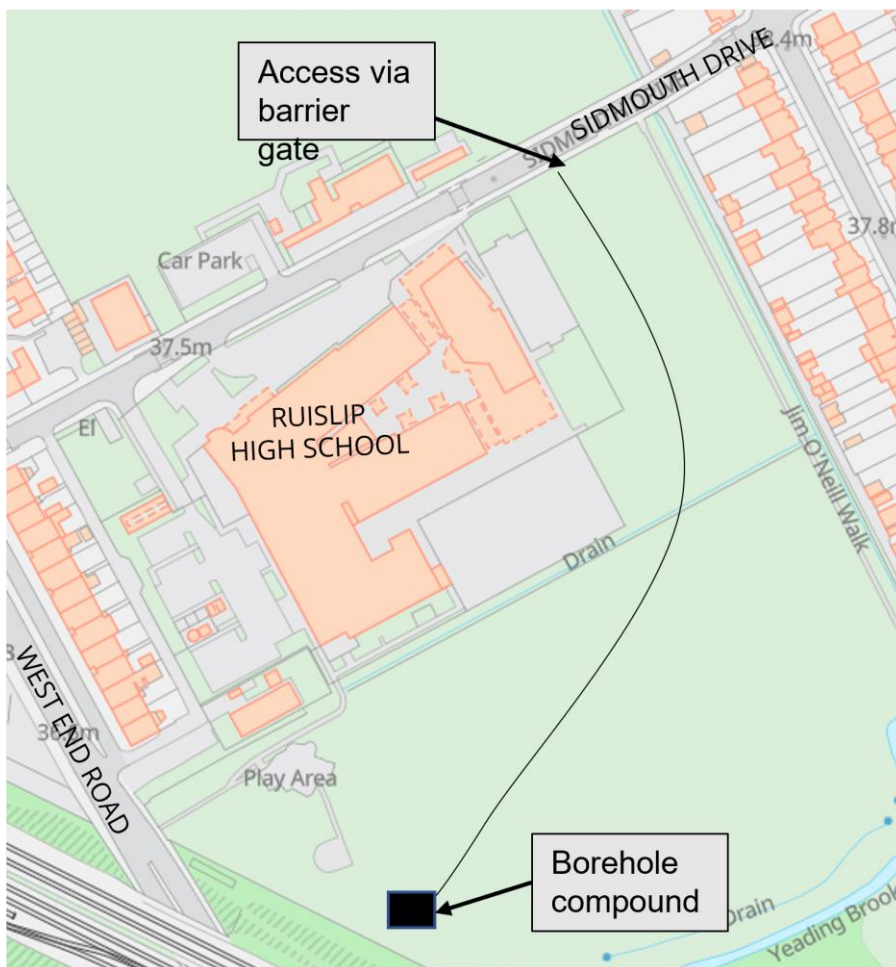 Access via
barrier
gate
38.4m
SIDMOUTH DRIVE
Car Park
37.5m
37.8m
El
RUISLIP
HIGH SCHOOL
Jim O'Neill Walk
Drain
WEST END ROAD
Play Area
Borehole
compound
Drain
Yeading Brook